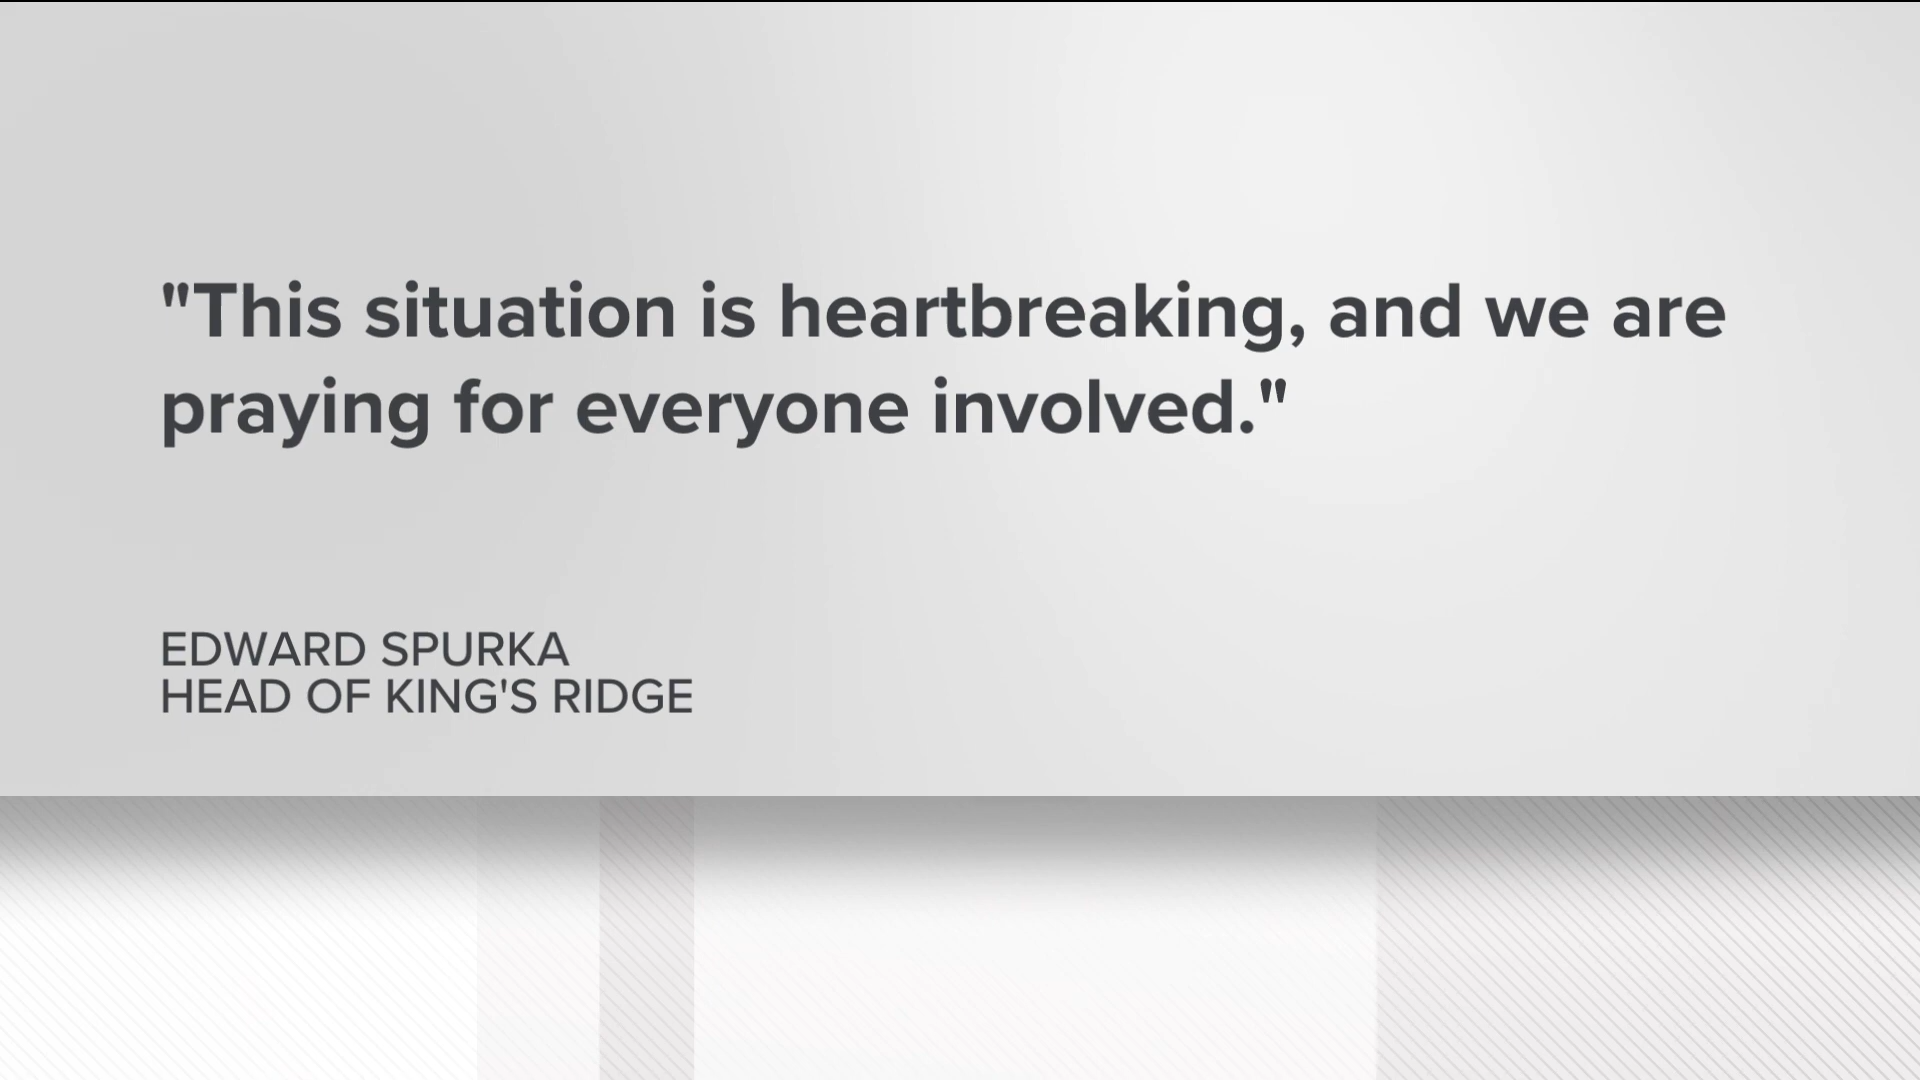 "This situation is heartbreaking, and we are
praying for everyone involved."
EDWARD SPURKA
HEAD OF KING'S RIDGE